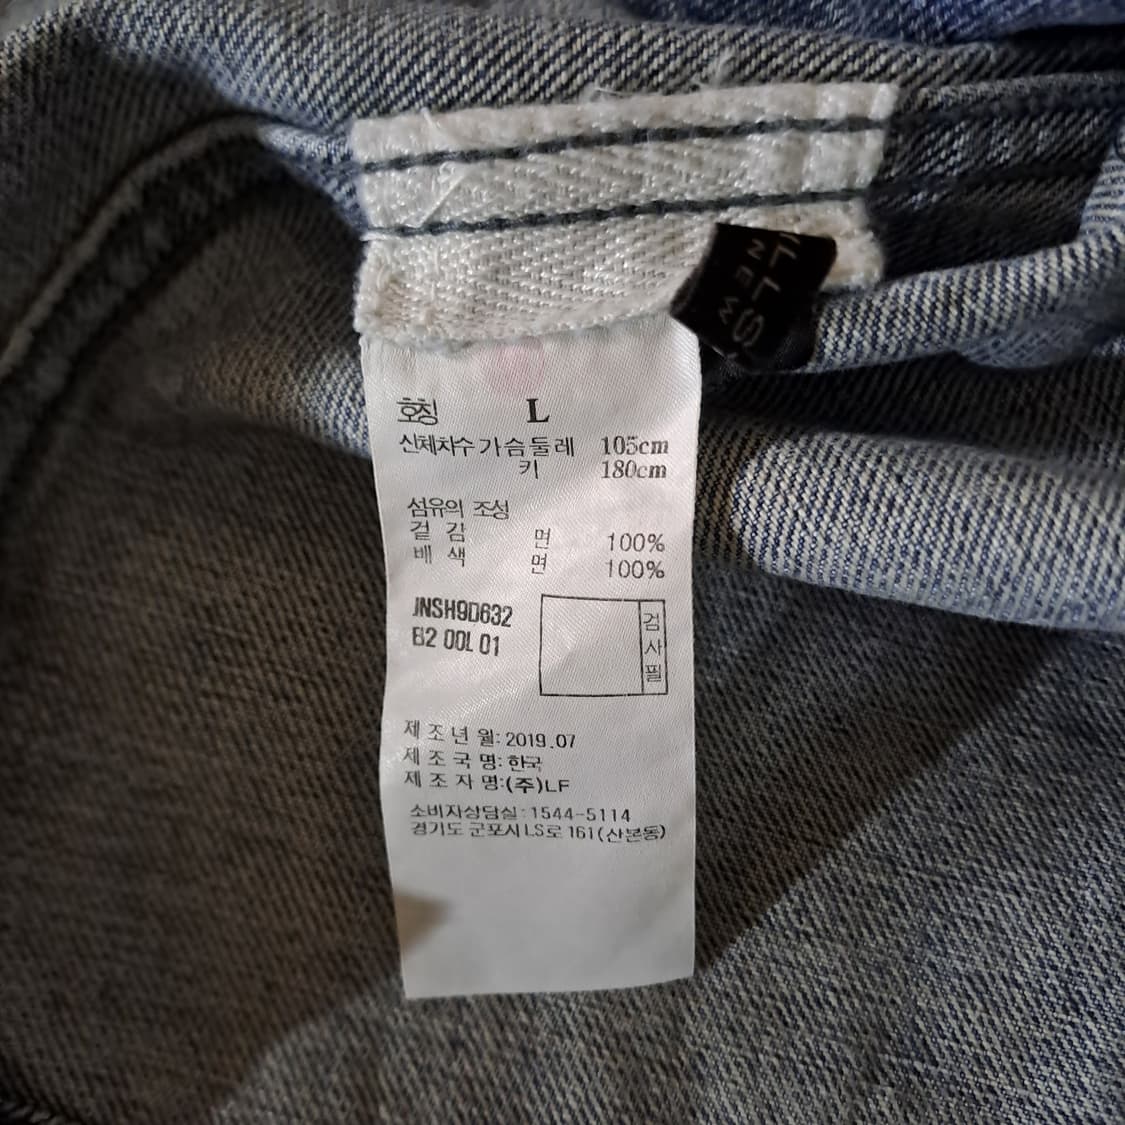 호칭 L
신체차수 가슴둘레 105cm
키 180cm
섬유의 조성
겉 감 면 100%
배 색 면 100%
JNSH9D632
B2 00L 01
검사필
제 조 년 월: 2019.07
제 조 국 명: 한국
제 조 자 명:(주)LF
소비자상담실:1544-5114
경기도 군포시 LS로 161(산본동)